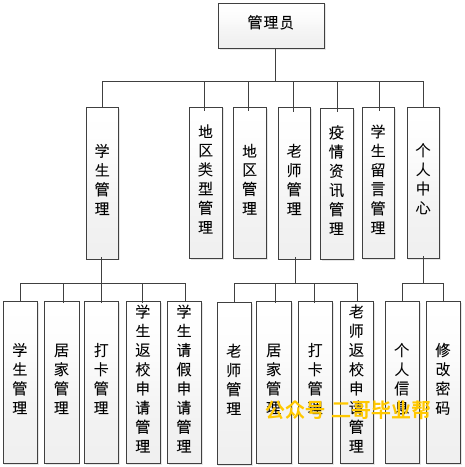 管理员
学生管理
地区类型管理
地区管理
老师管理
疫情资讯管理
学生留言管理
个人中心
学生管理
居家管理
打卡管理
学生返校申请管理
学生请假申请管理
老师管理
居家管理
打卡管理
老师返校申请管理
个人信息
修改密码
公众号 二哥毕业帮